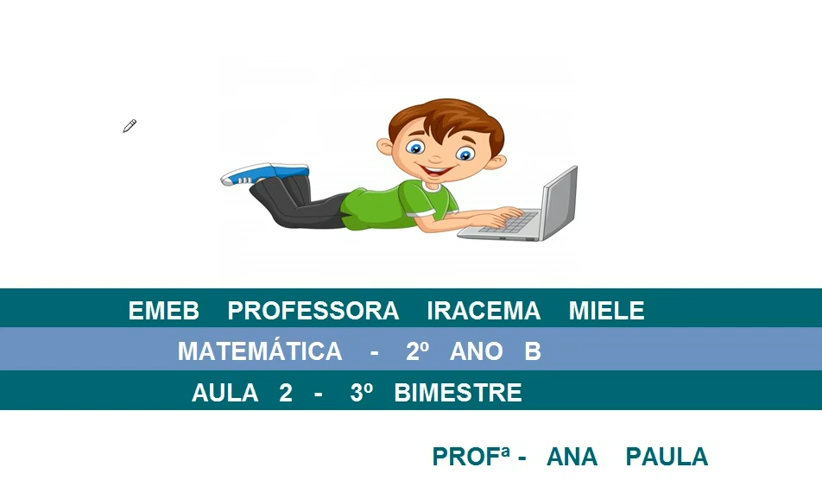 EMEB PROFESSORA IRACEMA MIELE
MATEMÁTICA - 2º ANO B
AULA 2 - 3º BIMESTRE
PROFª - ANA PAULA